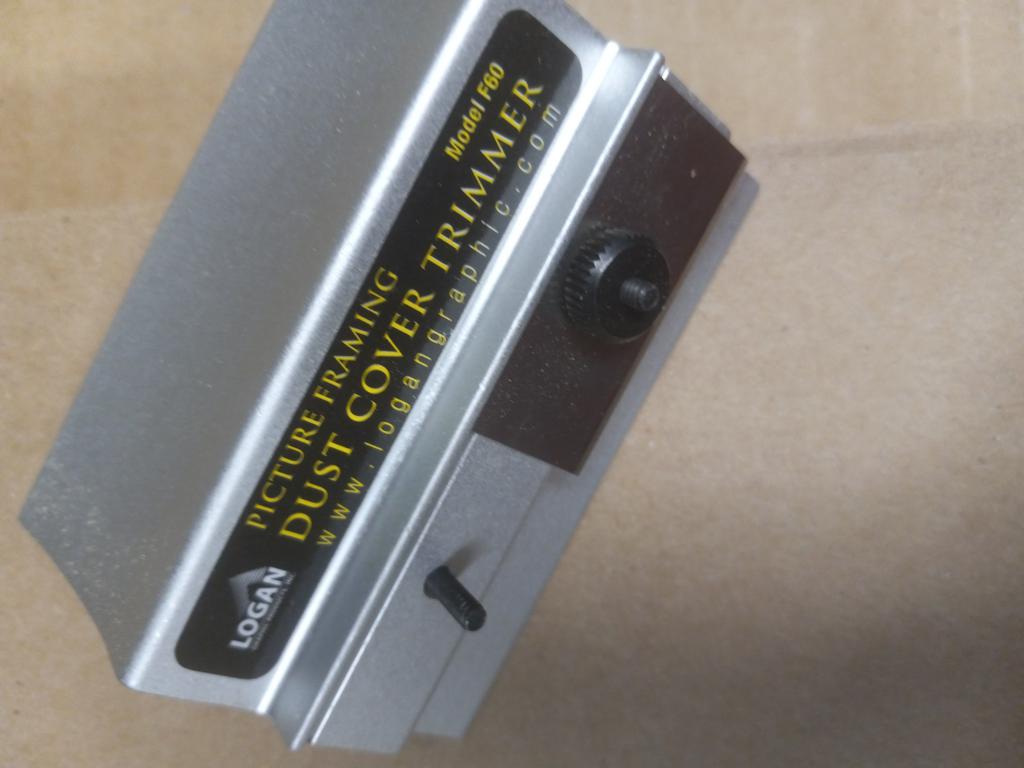 Model F60
PICTURE FRAMING
DUST COVER TRIMMER
www.logangraphic.com
LOGAN